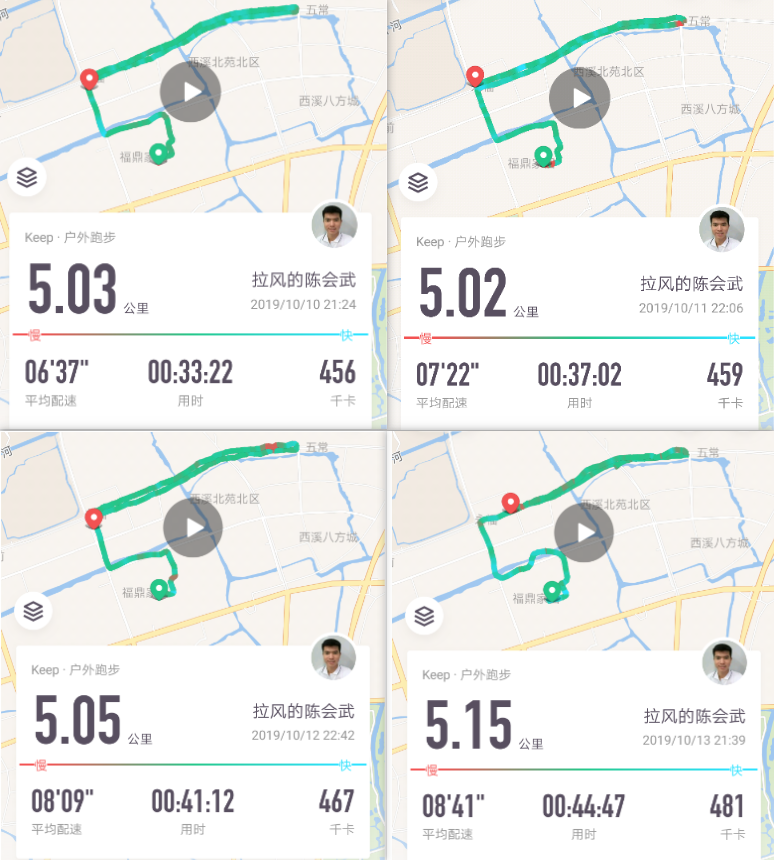 五常
西溪北苑北区
西溪八方城
福鼎家
Keep · 户外跑步
5.03 公里
拉风的陈会武
2019/10/10 21:24
慢 快
06'37" 00:33:22 456
平均配速 用时 千卡
五常
西溪北苑北区
西溪八方城
福鼎家
Keep · 户外跑步
5.02 公里
拉风的陈会武
2019/10/11 22:06
慢 快
07'22" 00:37:02 459
平均配速 用时 千卡
河
五常
西溪北苑北区
西溪八方城
福鼎家
Keep · 户外跑步
5.05 公里
拉风的陈会武
2019/10/12 22:42
慢 快
08'09" 00:41:12 467
平均配速 用时 千卡
河
五常
西溪北苑北区
西溪八方城
福鼎家
Keep · 户外跑步
5.15 公里
拉风的陈会武
2019/10/13 21:39
慢 快
08'41" 00:44:47 481
平均配速 用时 千卡